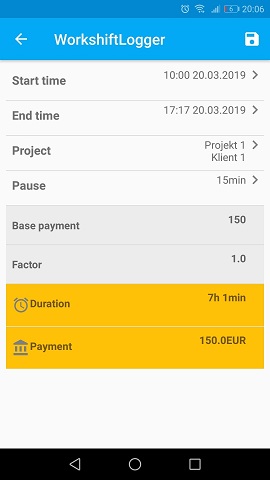 20:06
WorkshiftLogger
Start time 10:00 20.03.2019
End time 17:17 20.03.2019
Project Projekt 1
Klient 1
Pause 15min
Base payment 150
Factor 1.0
Duration 7h 1min
Payment 150.0EUR